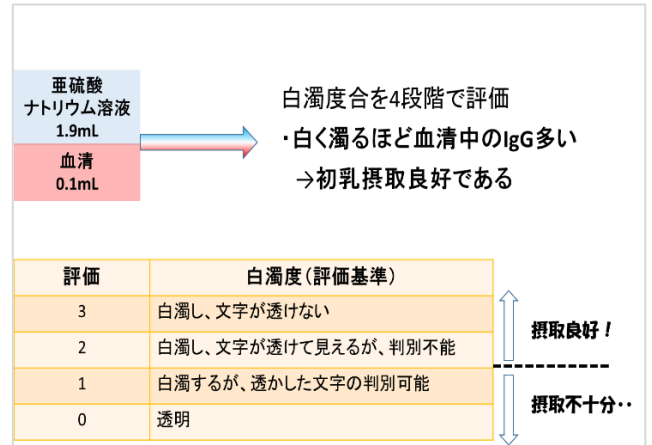 亜硫酸
ナトリウム溶液
1.9mL
血清
0.1mL
白濁度合を4段階で評価
・白く濁るほど血清中のIgG多い
→初乳摂取良好である
評価 白濁度(評価基準)
3 白濁し、文字が透けない
2 白濁し、文字が透けて見えるが、判別不能
1 白濁するが、透かした文字の判別可能
0 透明
摂取良好！
摂取不十分‥